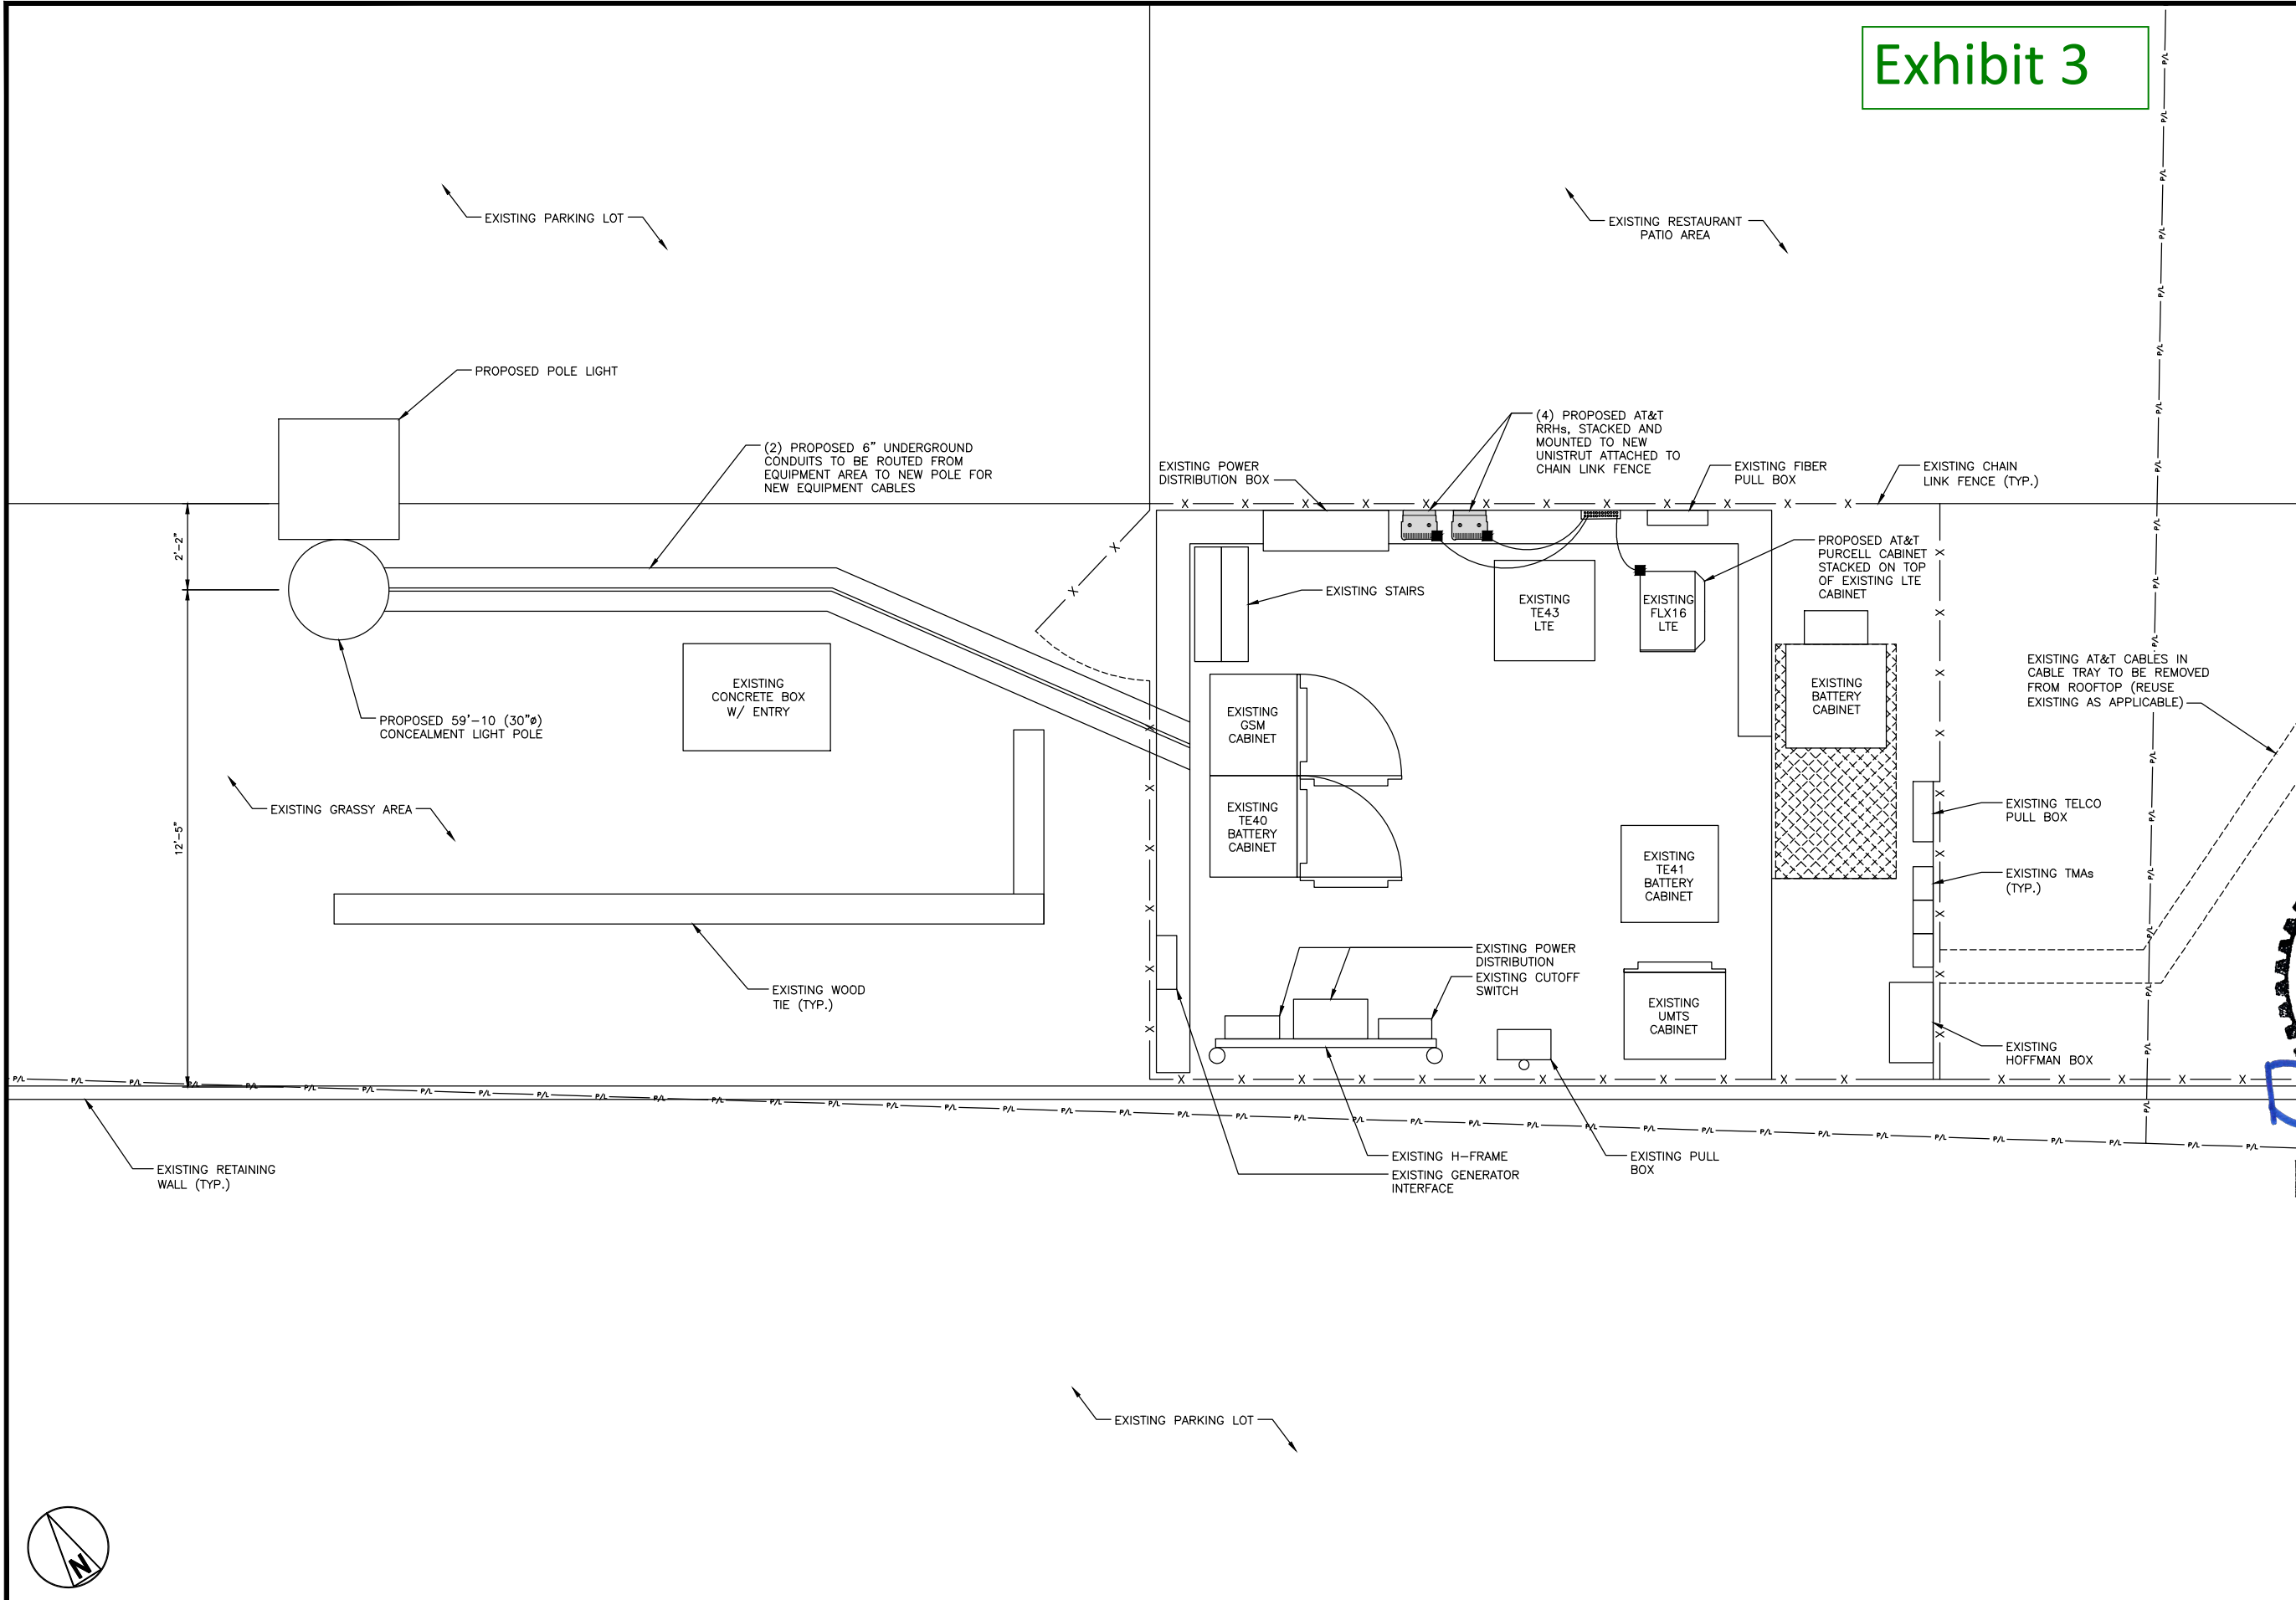 Exhibit 3
EXISTING PARKING LOT
EXISTING RESTAURANT
PATIO AREA
PROPOSED POLE LIGHT
(2) PROPOSED 6" UNDERGROUND
CONDUITS TO BE ROUTED FROM
EQUIPMENT AREA TO NEW POLE FOR
NEW EQUIPMENT CABLES
(4) PROPOSED AT&T
RRHs, STACKED AND
MOUNTED TO NEW
UNISTRUT ATTACHED TO
CHAIN LINK FENCE
EXISTING POWER
DISTRIBUTION BOX
EXISTING FIBER
PULL BOX
EXISTING CHAIN
LINK FENCE (TYP.)
2'-2"
PROPOSED AT&T
PURCELL CABINET
STACKED ON TOP
OF EXISTING LTE
CABINET
EXISTING STAIRS
EXISTING
TE43
LTE
EXISTING
FLX16
LTE
EXISTING
CONCRETE BOX
W/ ENTRY
EXISTING
GSM
CABINET
EXISTING
BATTERY
CABINET
EXISTING AT&T CABLES IN
CABLE TRAY TO BE REMOVED
FROM ROOFTOP (REUSE
EXISTING AS APPLICABLE)
PROPOSED 59'-10 (30"ø)
CONCEALMENT LIGHT POLE
EXISTING GRASSY AREA
12'-5"
EXISTING
TE40
BATTERY
CABINET
EXISTING
TE41
BATTERY
CABINET
EXISTING TELCO
PULL BOX
EXISTING TMAs
(TYP.)
EXISTING WOOD
TIE (TYP.)
EXISTING POWER
DISTRIBUTION
EXISTING CUTOFF
SWITCH
EXISTING
UMTS
CABINET
EXISTING
HOFFMAN BOX
P/L
EXISTING RETAINING
WALL (TYP.)
EXISTING H-FRAME
EXISTING GENERATOR
INTERFACE
EXISTING PULL
BOX
EXISTING PARKING LOT
N